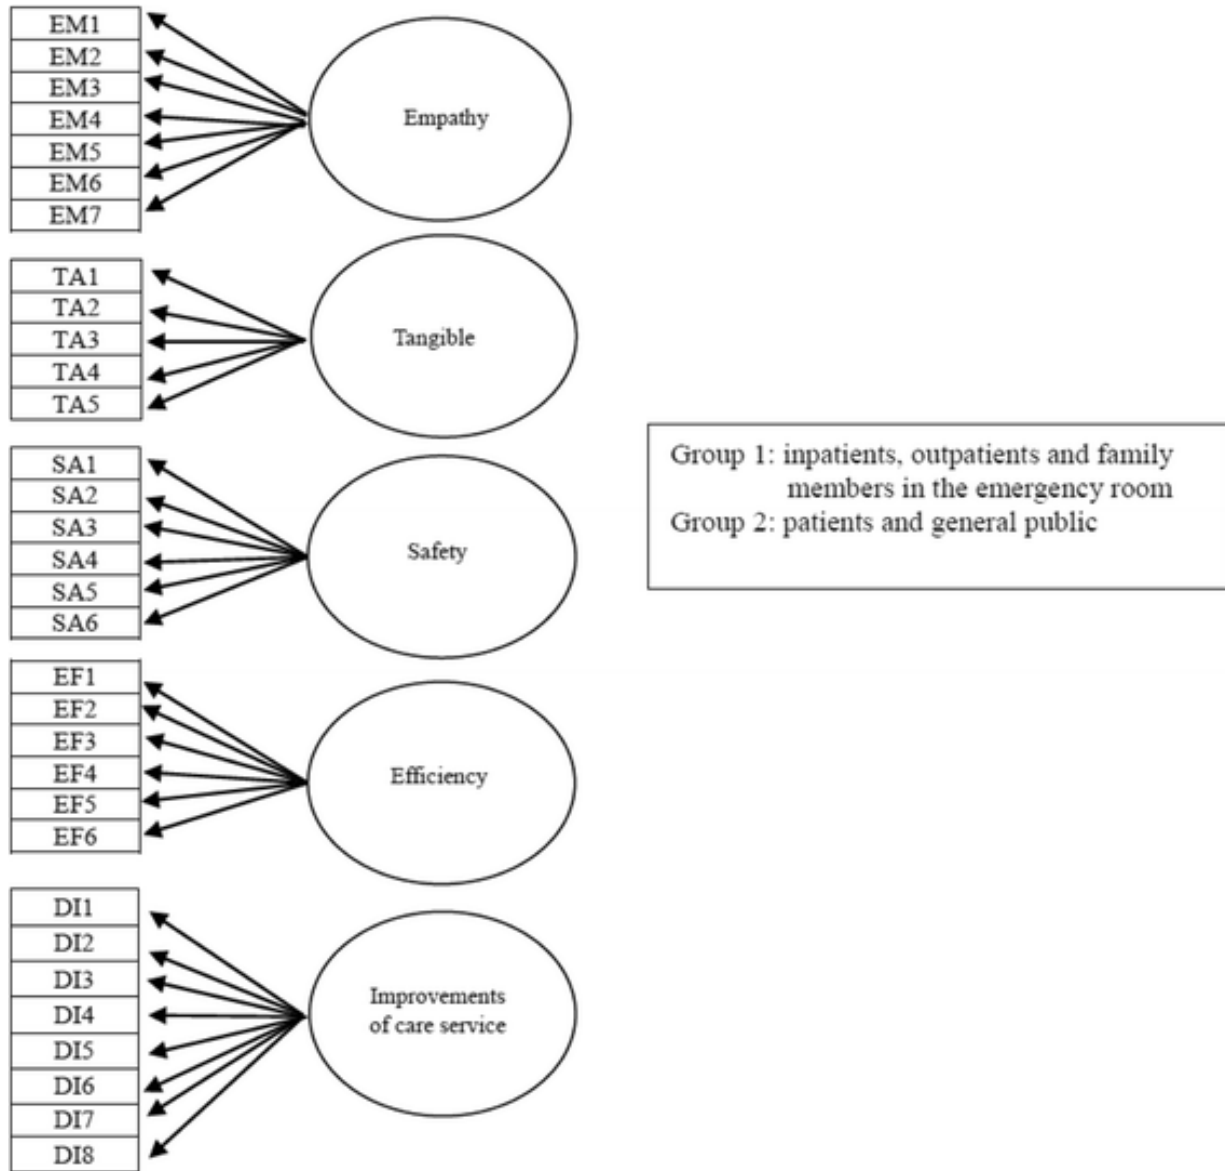 EM1
EM2
EM3
EM4
EM5
EM6
EM7
Empathy
TA1
TA2
TA3
TA4
TA5
Tangible
SA1
SA2
SA3
SA4
SA5
SA6
Safety
EF1
EF2
EF3
EF4
EF5
EF6
Efficiency
DI1
DI2
DI3
DI4
DI5
DI6
DI7
DI8
Improvements
of care service
Group 1: inpatients, outpatients and family
members in the emergency room
Group 2: patients and general public